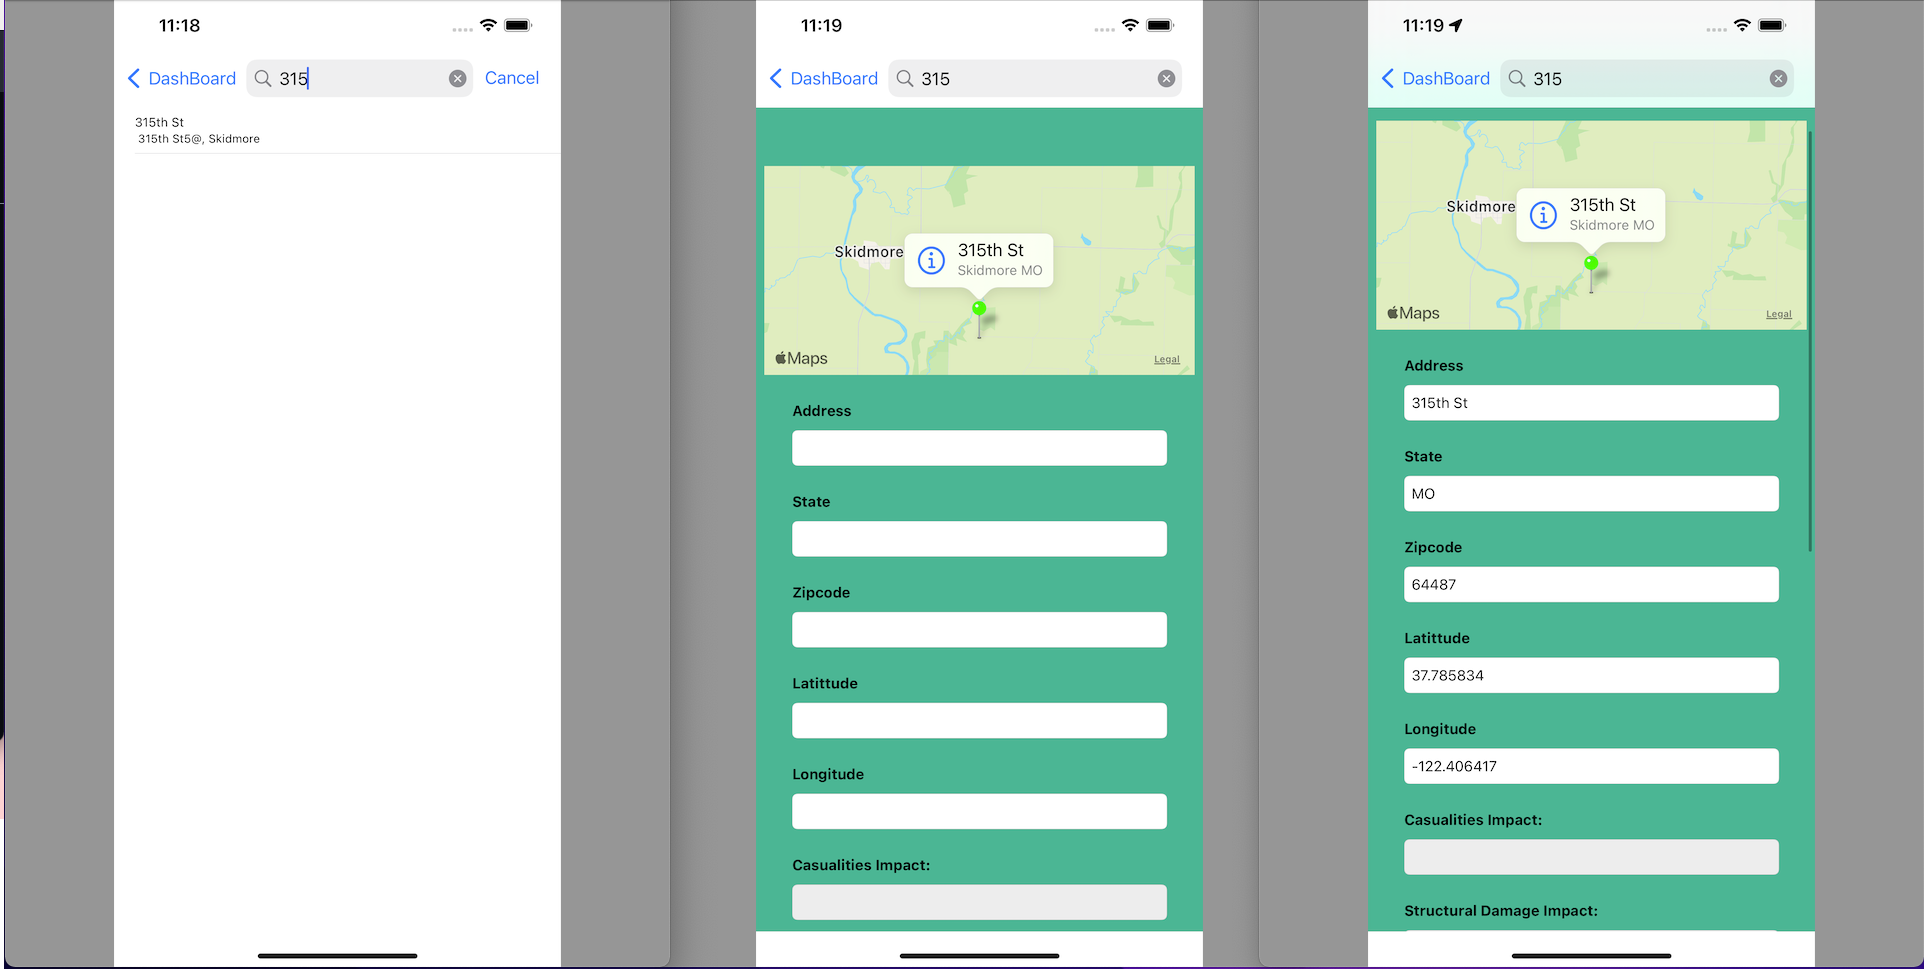 11:18
DashBoard
315
Cancel
315th St
315th St5@, Skidmore
11:19
DashBoard
315
Skidmore
315th St
Skidmore MO
Maps
Legal
Address
State
Zipcode
Latittude
Longitude
Casualities Impact:
11:19
DashBoard
315
Skidmore
315th St
Skidmore MO
Maps
Legal
Address
315th St
State
MO
Zipcode
64487
Latittude
37.785834
Longitude
-122.406417
Casualities Impact:
Structural Damage Impact: